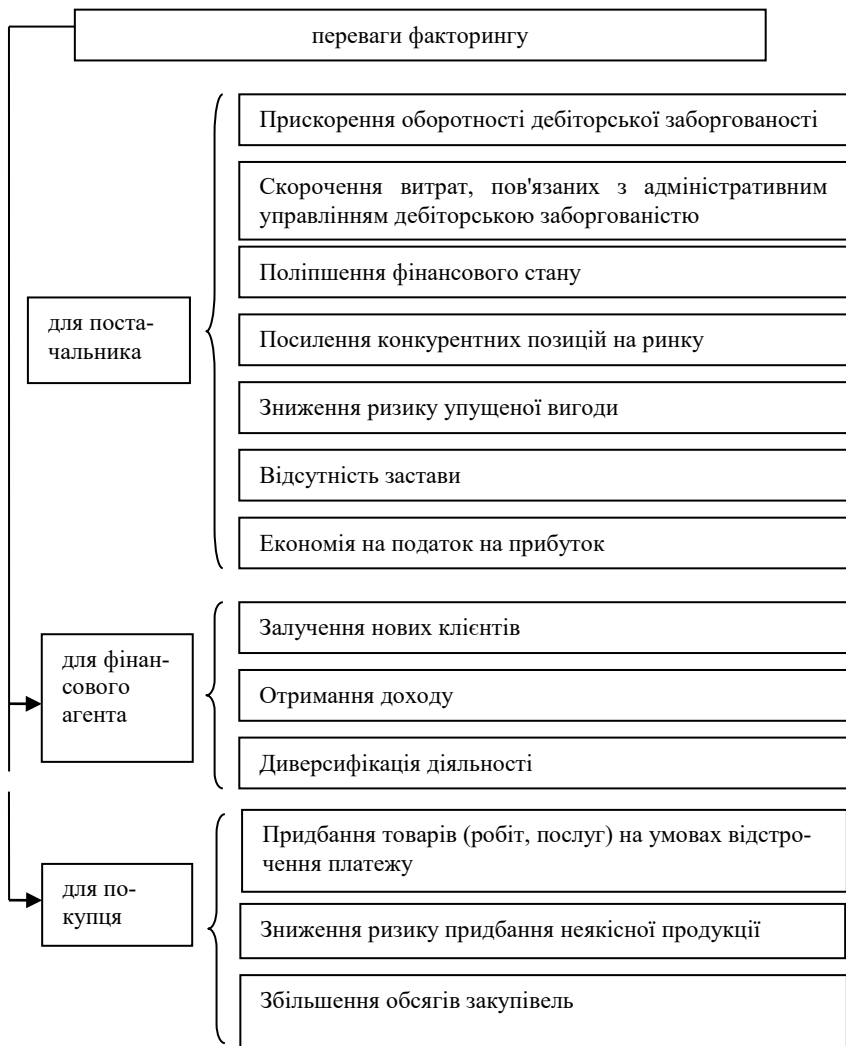 переваги факторингу
Прискорення оборотності дебіторської заборгованості
Скорочення витрат, пов'язаних з адміністративним
управлінням дебіторською заборгованістю
Поліпшення фінансового стану
для поста-
чальника
Посилення конкурентних позицій на ринку
Зниження ризику упущеної вигоди
Відсутність застави
Економія на податок на прибуток
Залучення нових клієнтів
для фінан-
сового
агента
Отримання доходу
Диверсифікація діяльності
Придбання товарів (робіт, послуг) на умовах відстро-
чення платежу
для по-
купця
Зниження ризику придбання неякісної продукції
Збільшення обсягів закупівель